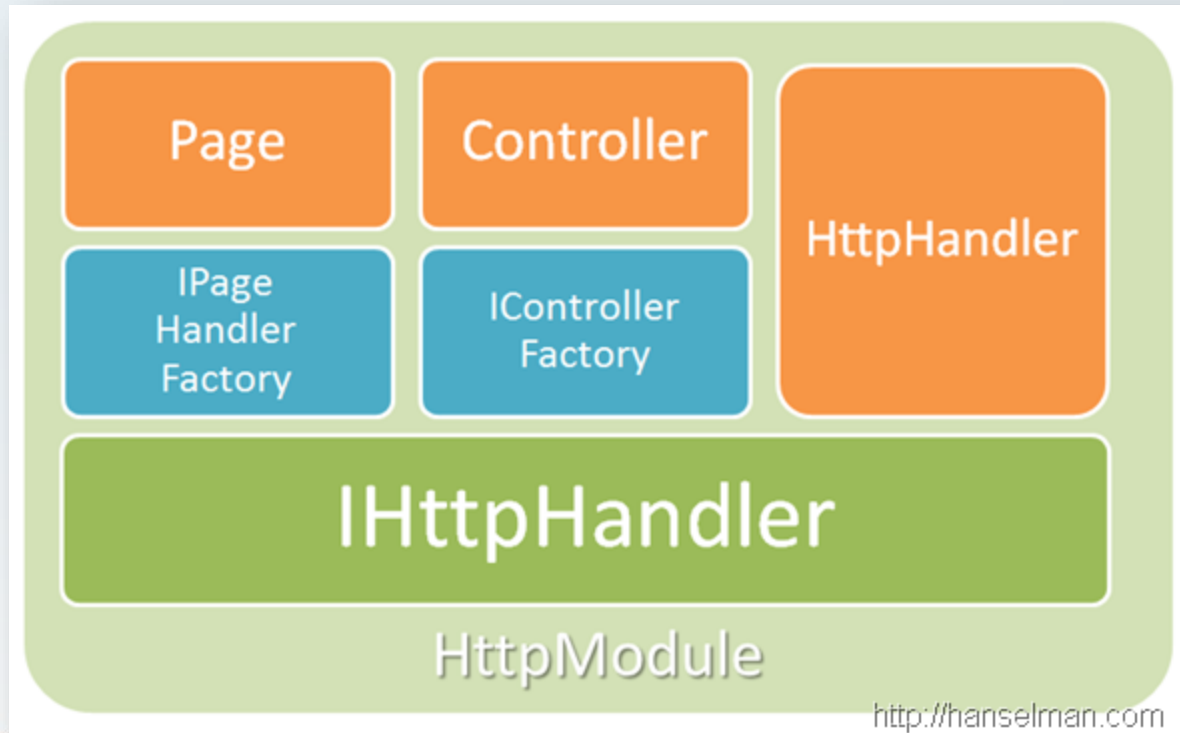 Page
Controller
HttpHandler
IPage
Handler
Factory
IController
Factory
IHttpHandler
HttpModule
http://hanselman.com